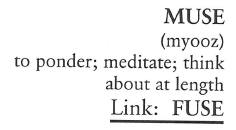 MUSE
(myooz)
to ponder; meditate; think
about at length
Link: FUSE